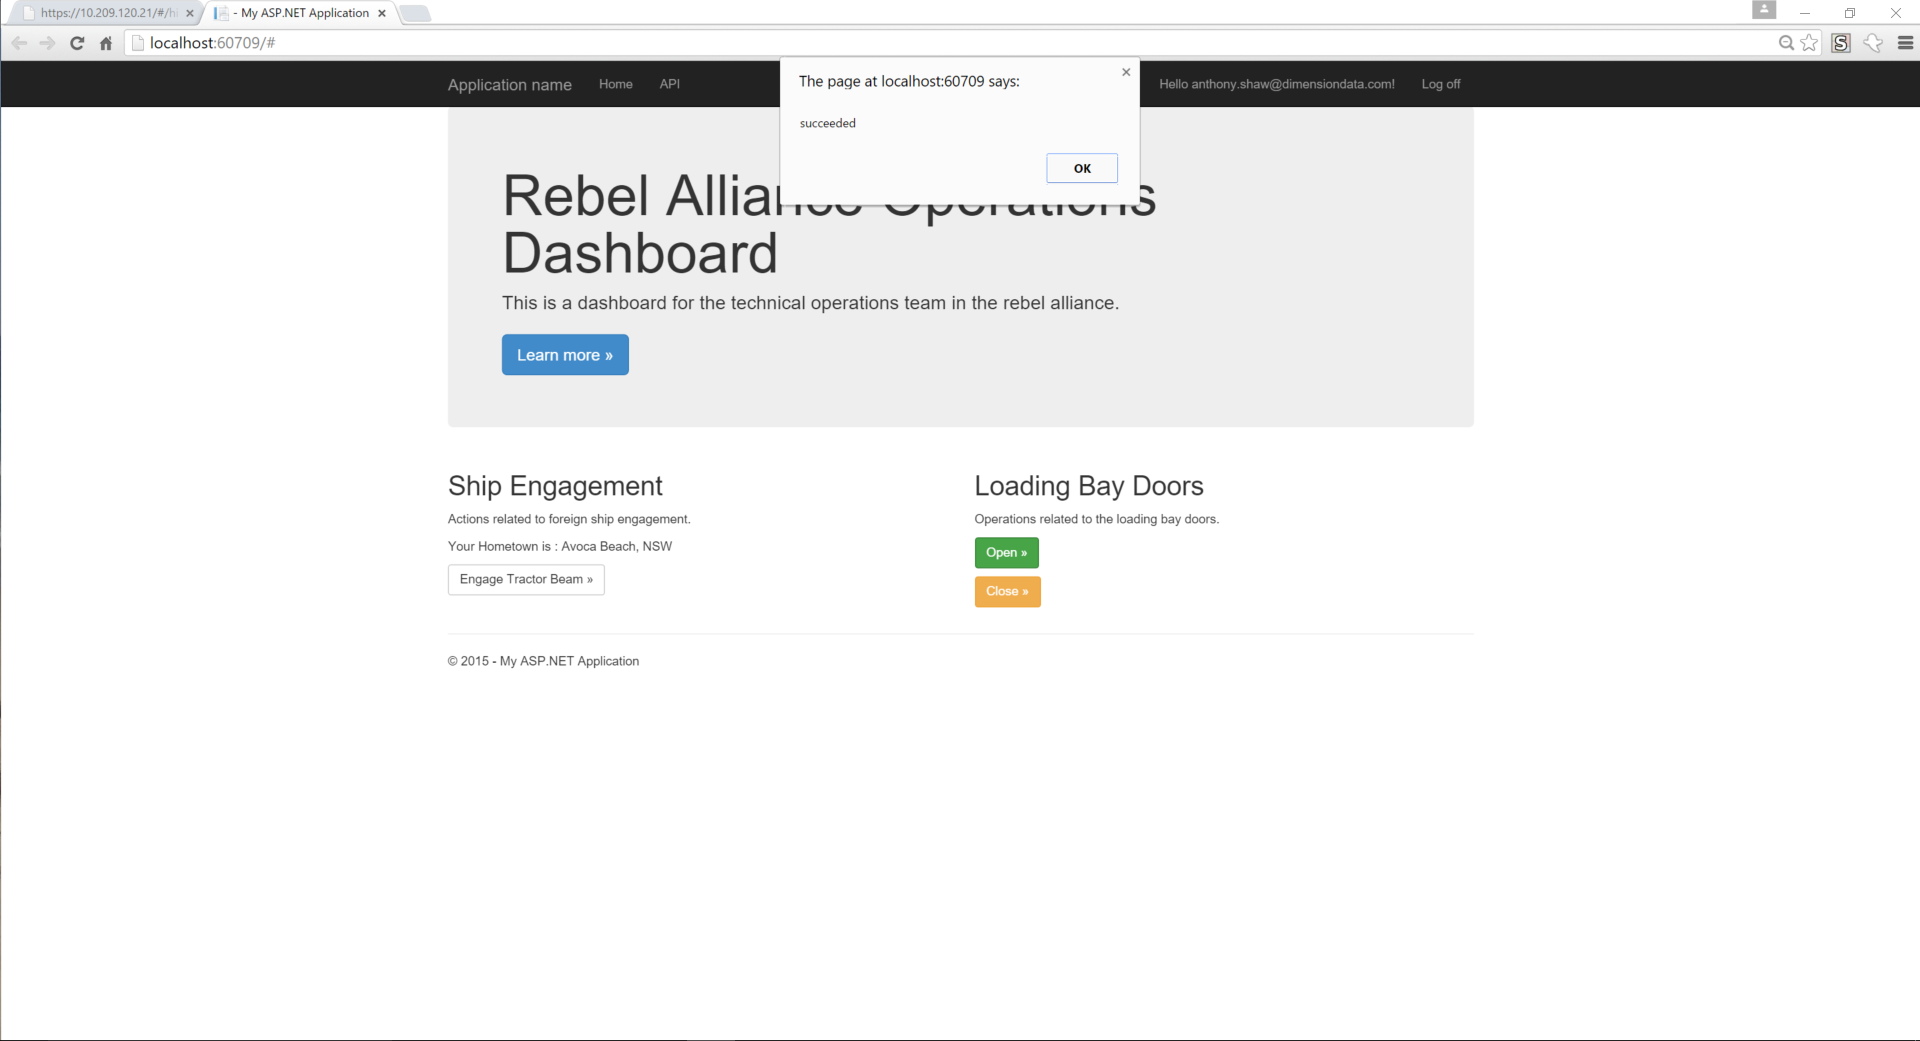 https://10.209.120.21/#/hi
- My ASP.NET Application
localhost:60709/#
S
Application name Home API Hello anthony.shaw@dimensiondata.com! Log off
The page at localhost:60709 says:
succeeded
OK
Rebel Alliance Operations
Dashboard
This is a dashboard for the technical operations team in the rebel alliance.
Learn more »
Ship Engagement
Actions related to foreign ship engagement.
Your Hometown is : Avoca Beach, NSW
Engage Tractor Beam »
Loading Bay Doors
Operations related to the loading bay doors.
Open »
Close »
© 2015 - My ASP.NET Application